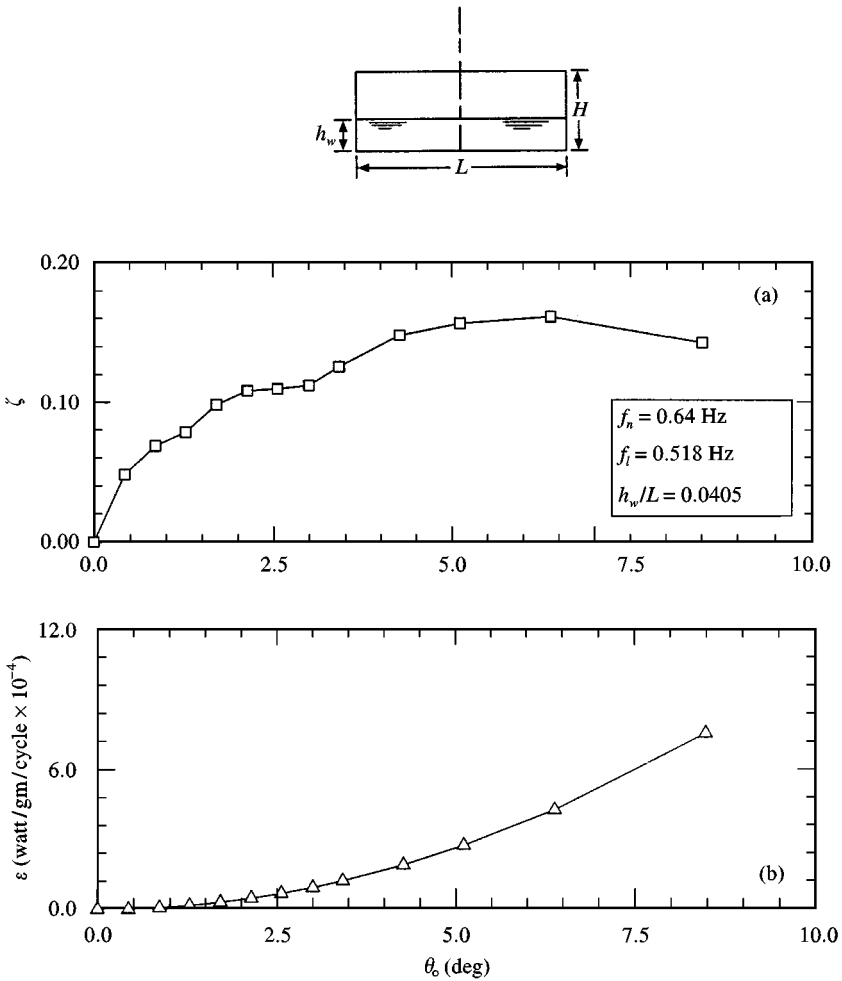 H
h_w
L
0.20
(a)
ζ
0.10
f_n = 0.64 Hz
f_l = 0.518 Hz
h_w/L = 0.0405
0.00
0.0 2.5 5.0 7.5 10.0
12.0
ε (watt/gm/cycle × 10⁻⁴)
6.0
(b)
0.0
0.0 2.5 5.0 7.5 10.0
θ_o (deg)